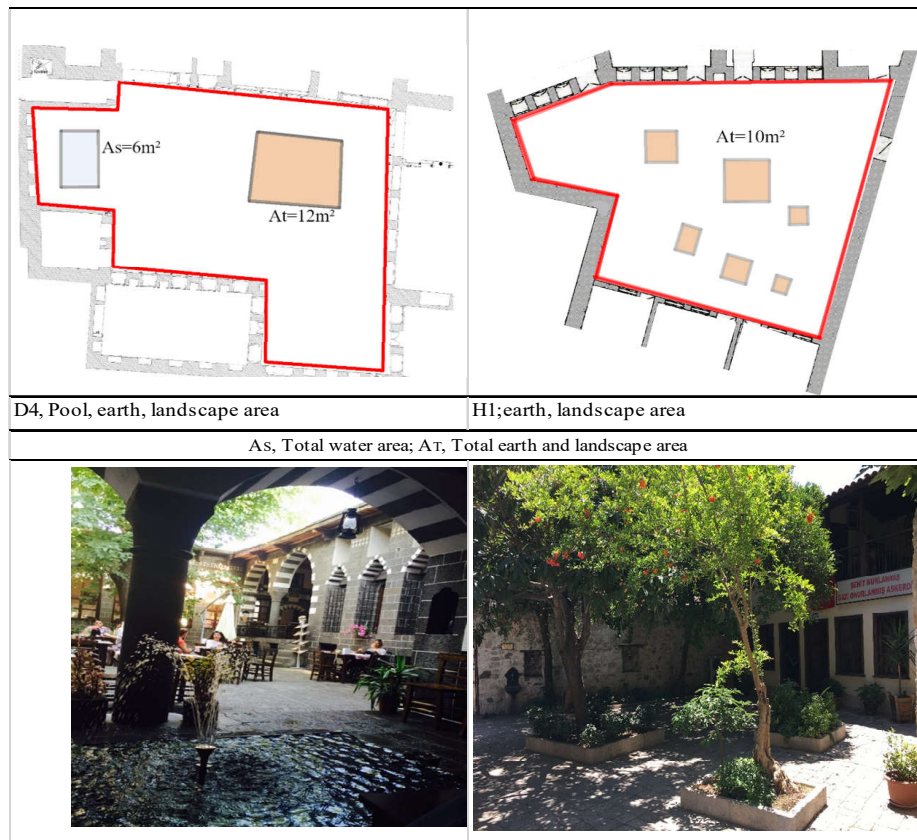 As=6m²
At=12m²
At=10m²
D4, Pool, earth, landscape area
H1;earth, landscape area
As, Total water area; AT, Total earth and landscape area